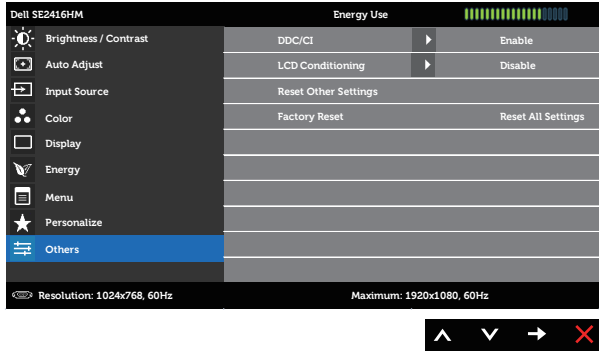 Dell SE2416HM Energy Use
Brightness / Contrast DDC/CI Enable
Auto Adjust LCD Conditioning Disable
Input Source Reset Other Settings
Color Factory Reset Reset All Settings
Display
Energy
Menu
Personalize
Others
Resolution: 1024x768, 60Hz Maximum: 1920x1080, 60Hz